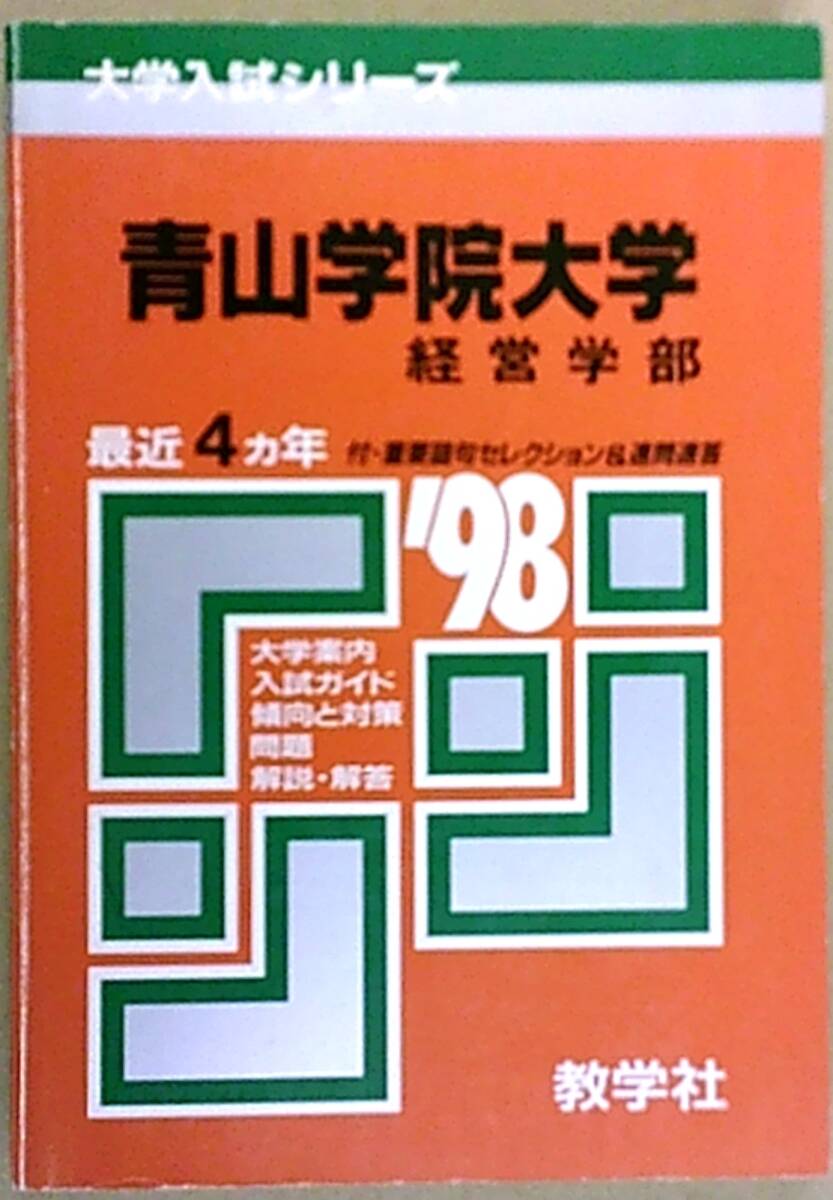 大学入試シリーズ
青山学院大学
経営学部
最近4ヵ年 付・重要語句セレクション&速問速答
'98
大学案内
入試ガイド
傾向と対策
問題
解説・解答
教学社